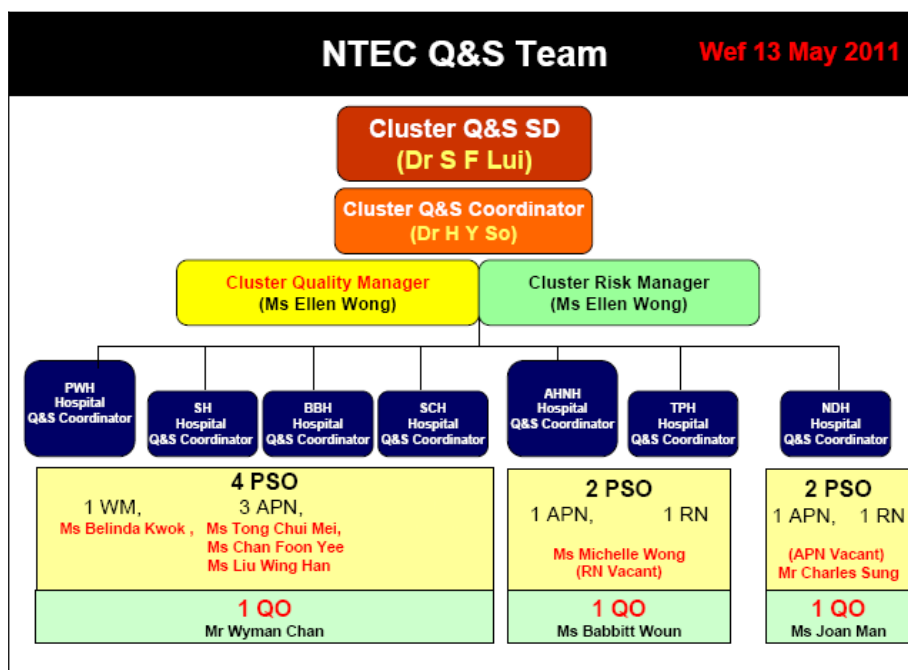 NTEC Q&S Team
Wef 13 May 2011
Cluster Q&S SD
(Dr S F Lui)
Cluster Q&S Coordinator
(Dr H Y So)
Cluster Quality Manager
(Ms Ellen Wong)
Cluster Risk Manager
(Ms Ellen Wong)
PWH
Hospital
Q&S Coordinator
SH
Hospital
Q&S Coordinator
BBH
Hospital
Q&S Coordinator
SCH
Hospital
Q&S Coordinator
AHNH
Hospital
Q&S Coordinator
TPH
Hospital
Q&S Coordinator
NDH
Hospital
Q&S Coordinator
4 PSO
1 WM, 3 APN,
Ms Belinda Kwok , Ms Tong Chui Mei,
Ms Chan Foon Yee
Ms Liu Wing Han
1 QO
Mr Wyman Chan
2 PSO
1 APN, 1 RN
Ms Michelle Wong
(RN Vacant)
1 QO
Ms Babbitt Woun
2 PSO
1 APN, 1 RN
(APN Vacant)
Mr Charles Sung
1 QO
Ms Joan Man